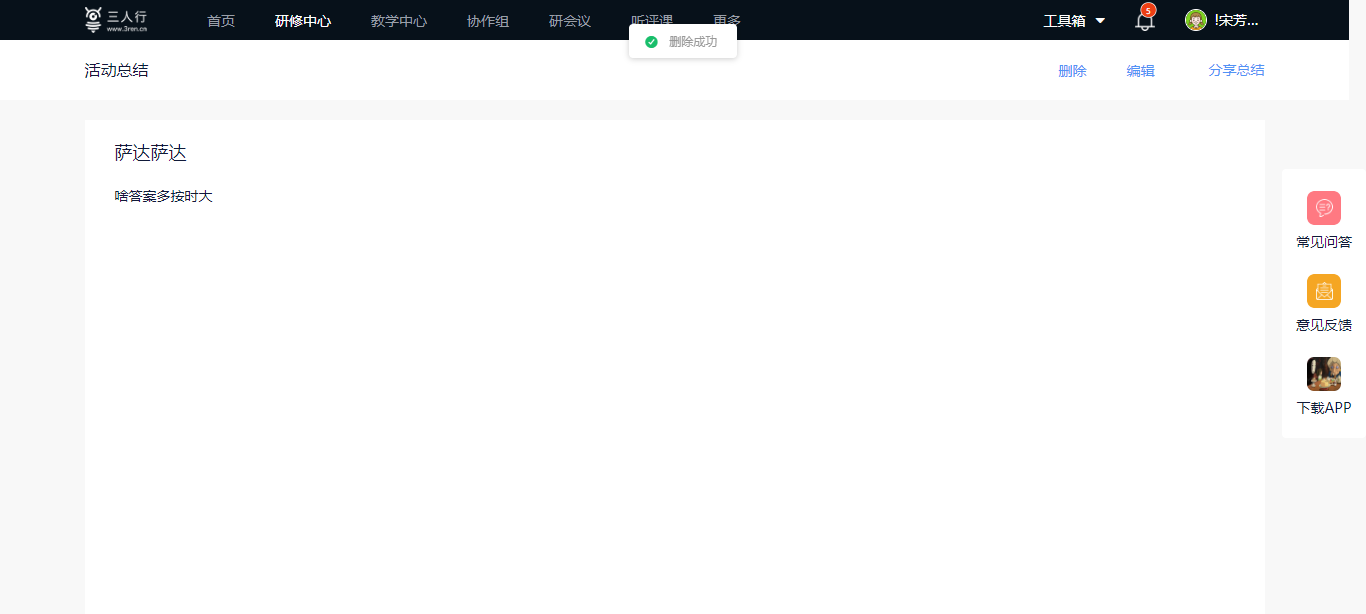 三人行
www.3ren.cn
首页 研修中心 教学中心 协作组 研会议 听评课 更多
工具箱 5 !宋芳...
删除成功
活动总结
删除 编辑 分享总结
萨达萨达
啥答案多按时大
常见问答
意见反馈
下载APP